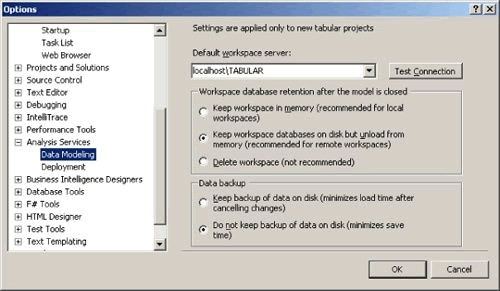 Options
Startup
Task List
Web Browser
Projects and Solutions
Source Control
Text Editor
Debugging
IntelliTrace
Performance Tools
Analysis Services
Data Modeling
Deployment
Business Intelligence Designers
Database Tools
F# Tools
HTML Designer
Test Tools
Text Templating
Settings are applied only to new tabular projects
Default workspace server:
localhost\TABULAR
Test Connection
Workspace database retention after the model is closed
Keep workspace in memory (recommended for local
workspaces)
Keep workspace databases on disk but unload from
memory (recommended for remote workspaces)
Delete workspace (not recommended)
Data backup
Keep backup of data on disk (minimizes load time after
cancelling changes)
Do not keep backup of data on disk (minimizes save
time)
OK
Cancel